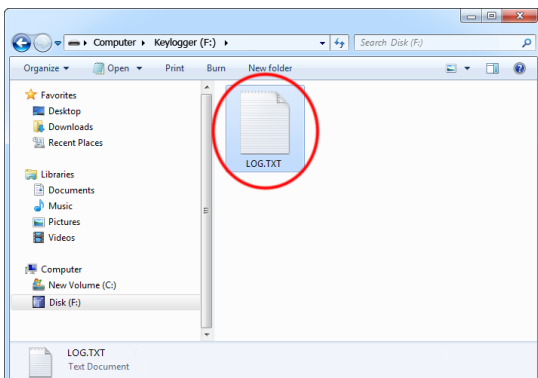 Computer ▸ Keylogger (F:) ▸
Search Disk (F:)
Organize
Open
Print
Burn
New folder
Favorites
Desktop
Downloads
Recent Places
Libraries
Documents
Music
Pictures
Videos
Computer
New Volume (C:)
Disk (F:)
LOG.TXT
LOG.TXT
Text Document